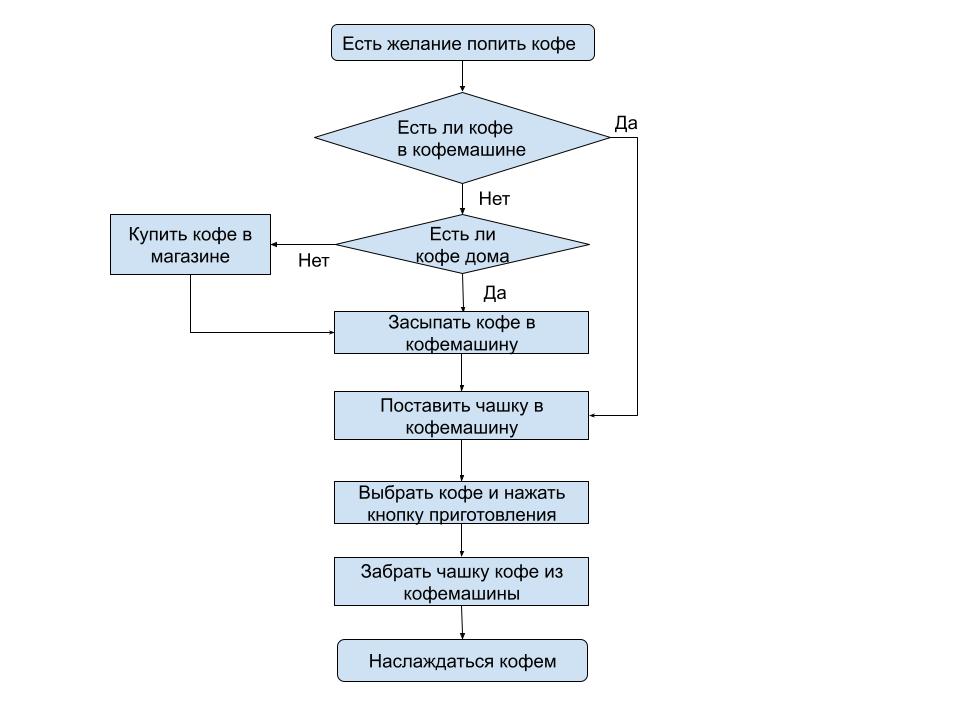 Есть желание попить кофе
Есть ли кофе
в кофемашине
Да
Нет
Есть ли
кофе дома
Нет
Купить кофе в
магазине
Да
Засыпать кофе в
кофемашину
Поставить чашку в
кофемашину
Выбрать кофе и нажать
кнопку приготовления
Забрать чашку кофе из
кофемашины
Наслаждаться кофем